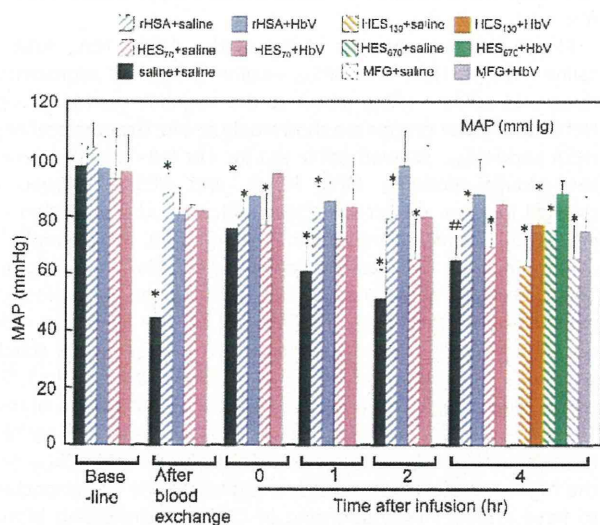 rHSA+saline rHSA+HbV HES130+saline HES130+HbV
HES70+saline HES70+HbV HES670+saline HES670+HbV
saline+saline MFG+saline MFG+HbV
MAP (mmHg)
120
100
80
60
40
20
0
MAP (mmHg)
* * * * * * * * * * * # * * * * * *
Base
-line
After
blood
exchange
0 1 2 4
Time after infusion (hr)